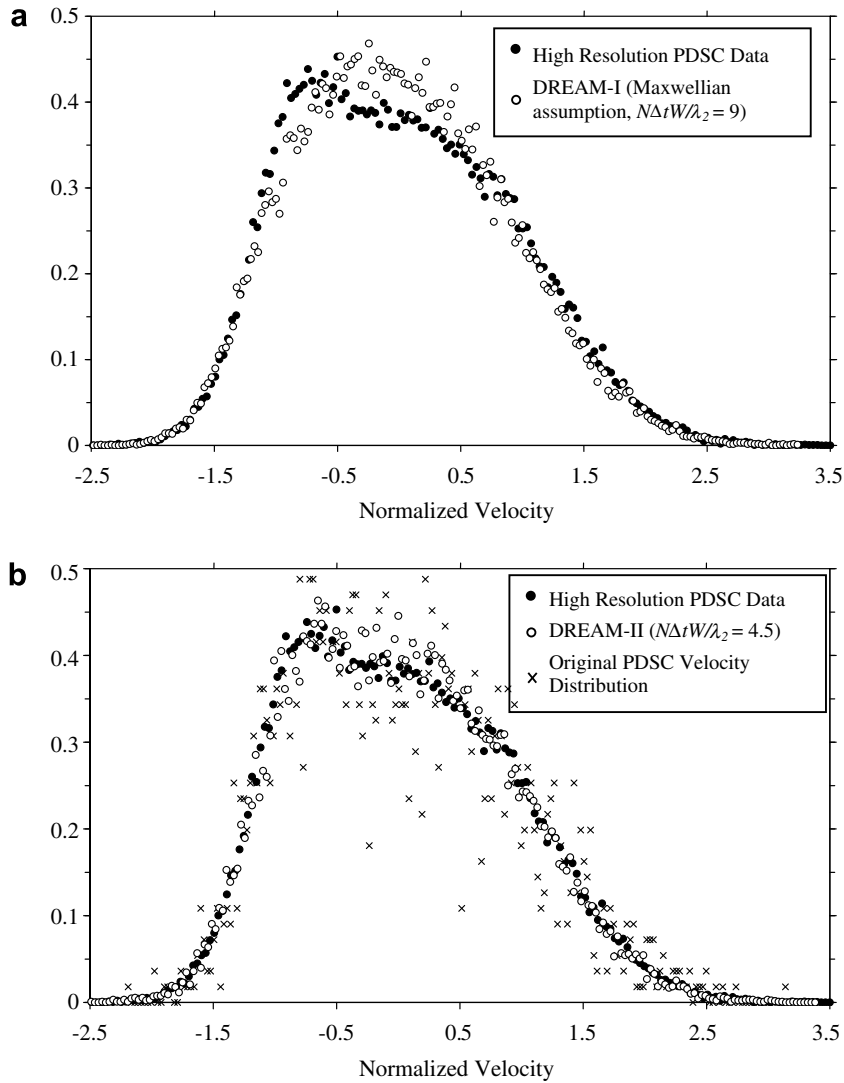 a
0.5
0.4
0.3
0.2
0.1
0
High Resolution PDSC Data
DREAM-I (Maxwellian
assumption, NΔtW/λ₂ = 9)
-2.5 -1.5 -0.5 0.5 1.5 2.5 3.5
Normalized Velocity
b
0.5
0.4
0.3
0.2
0.1
0
High Resolution PDSC Data
DREAM-II (NΔtW/λ₂ = 4.5)
Original PDSC Velocity
Distribution
-2.5 -1.5 -0.5 0.5 1.5 2.5 3.5
Normalized Velocity